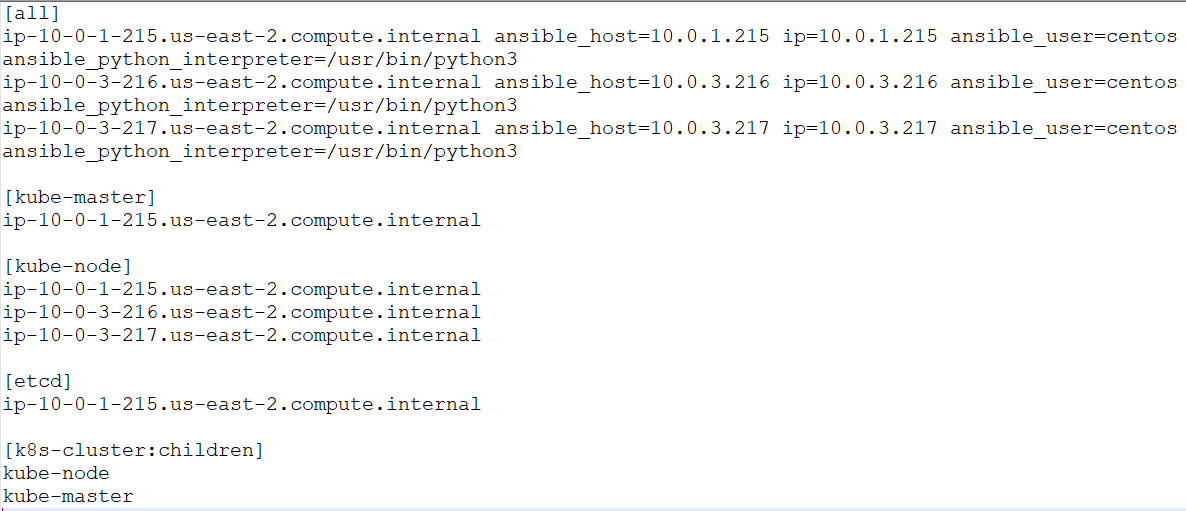 [all]
ip-10-0-1-215.us-east-2.compute.internal ansible_host=10.0.1.215 ip=10.0.1.215 ansible_user=centos
ansible_python_interpreter=/usr/bin/python3
ip-10-0-3-216.us-east-2.compute.internal ansible_host=10.0.3.216 ip=10.0.3.216 ansible_user=centos
ansible_python_interpreter=/usr/bin/python3
ip-10-0-3-217.us-east-2.compute.internal ansible_host=10.0.3.217 ip=10.0.3.217 ansible_user=centos
ansible_python_interpreter=/usr/bin/python3

[kube-master]
ip-10-0-1-215.us-east-2.compute.internal

[kube-node]
ip-10-0-1-215.us-east-2.compute.internal
ip-10-0-3-216.us-east-2.compute.internal
ip-10-0-3-217.us-east-2.compute.internal

[etcd]
ip-10-0-1-215.us-east-2.compute.internal

[k8s-cluster:children]
kube-node
kube-master